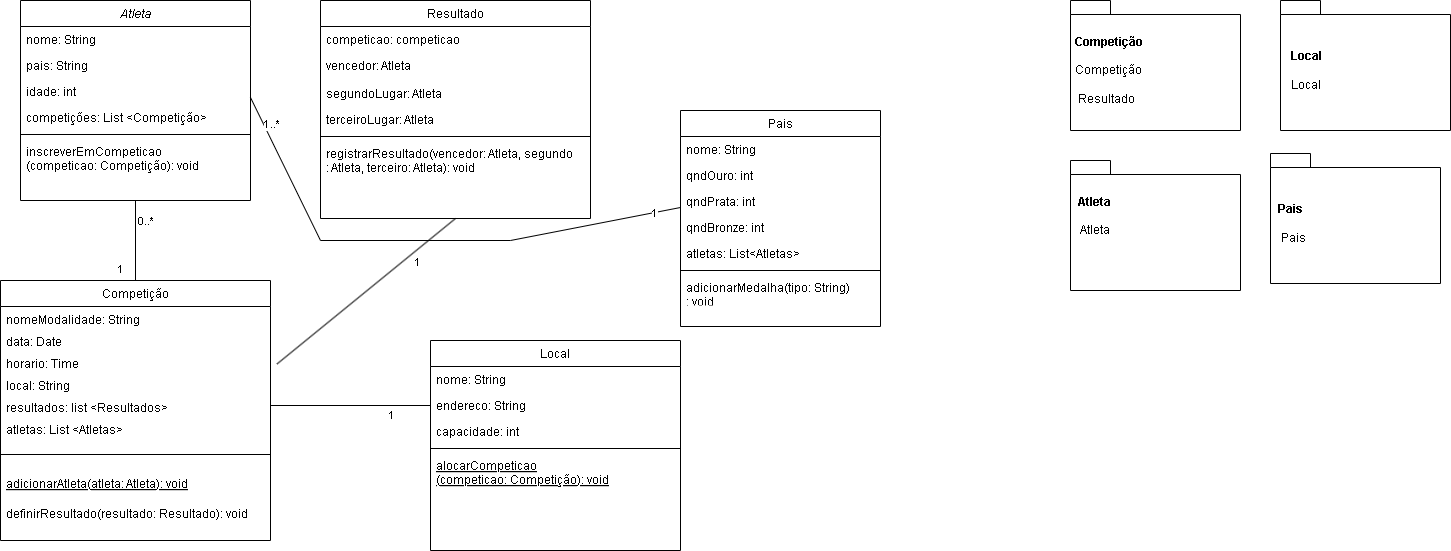 Atleta
nome: String
pais: String
idade: int
competições: List <Competição>
inscreverEmCompeticao
(competicao: Competição): void
Resultado
competicao: competicao
vencedor: Atleta
segundoLugar: Atleta
terceiroLugar: Atleta
registrarResultado(vencedor: Atleta, segundo
: Atleta, terceiro: Atleta): void
Pais
nome: String
qndOuro: int
qndPrata: int
qndBronze: int
atletas: List<Atletas>
adicionarMedalha(tipo: String)
: void
1..*
1
0..*
1
1
Competição
nomeModalidade: String
data: Date
horario: Time
local: String
resultados: list <Resultados>
atletas: List <Atletas>
adicionarAtleta(atleta: Atleta): void
definirResultado(resultado: Resultado): void
1
Local
nome: String
endereco: String
capacidade: int
alocarCompeticao
(competicao: Competição): void
Competição
Competição
Resultado
Local
Local
Atleta
Atleta
Pais
Pais